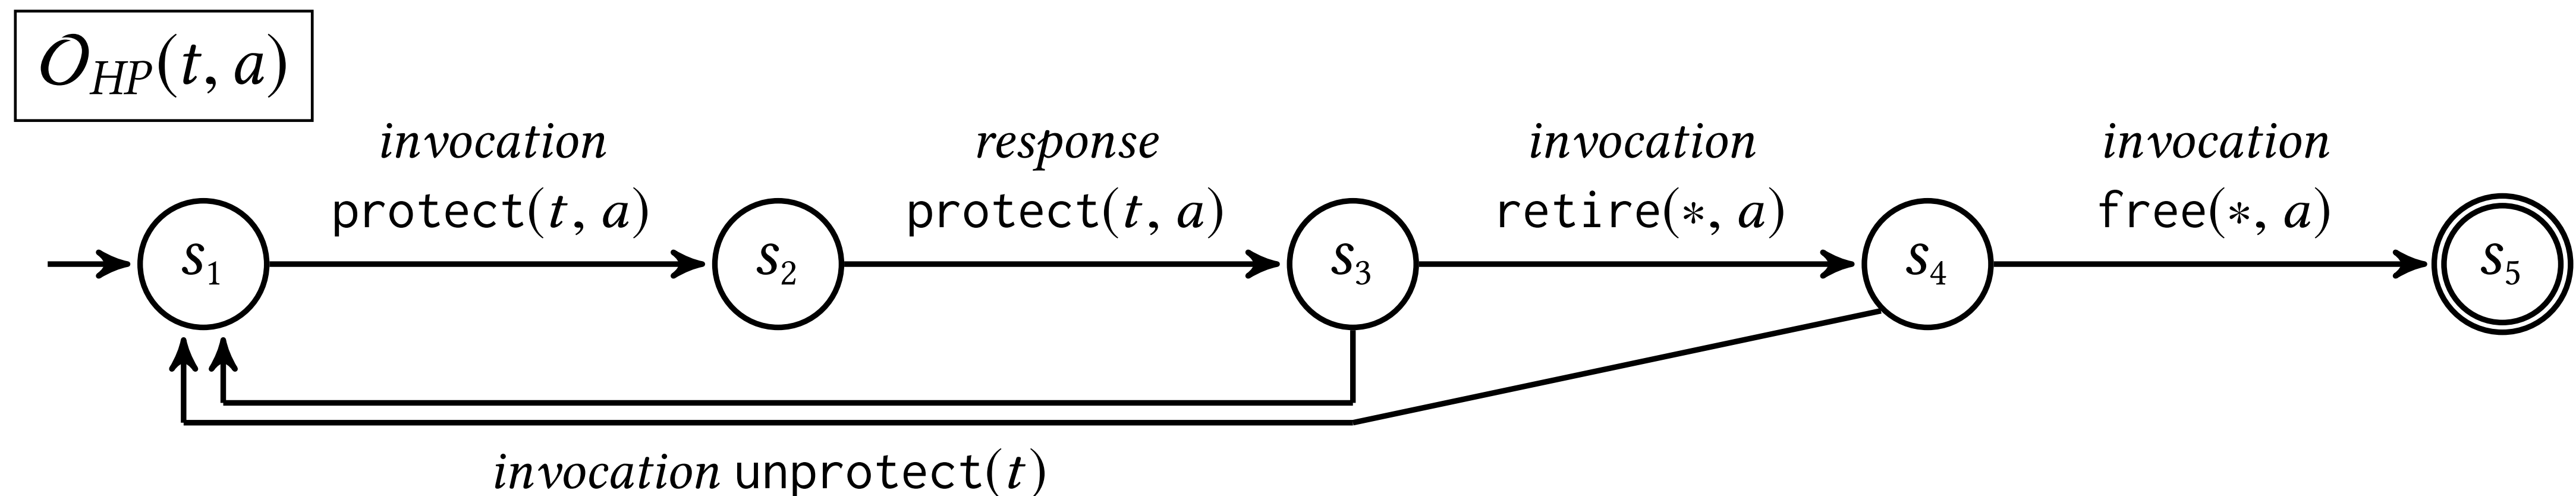 𝒪_HP(t, a)
invocation response invocation invocation
protect(t, a) protect(t, a) retire(∗, a) free(∗, a)
s₁ s₂ s₃ s₄ s₅
invocation unprotect(t)